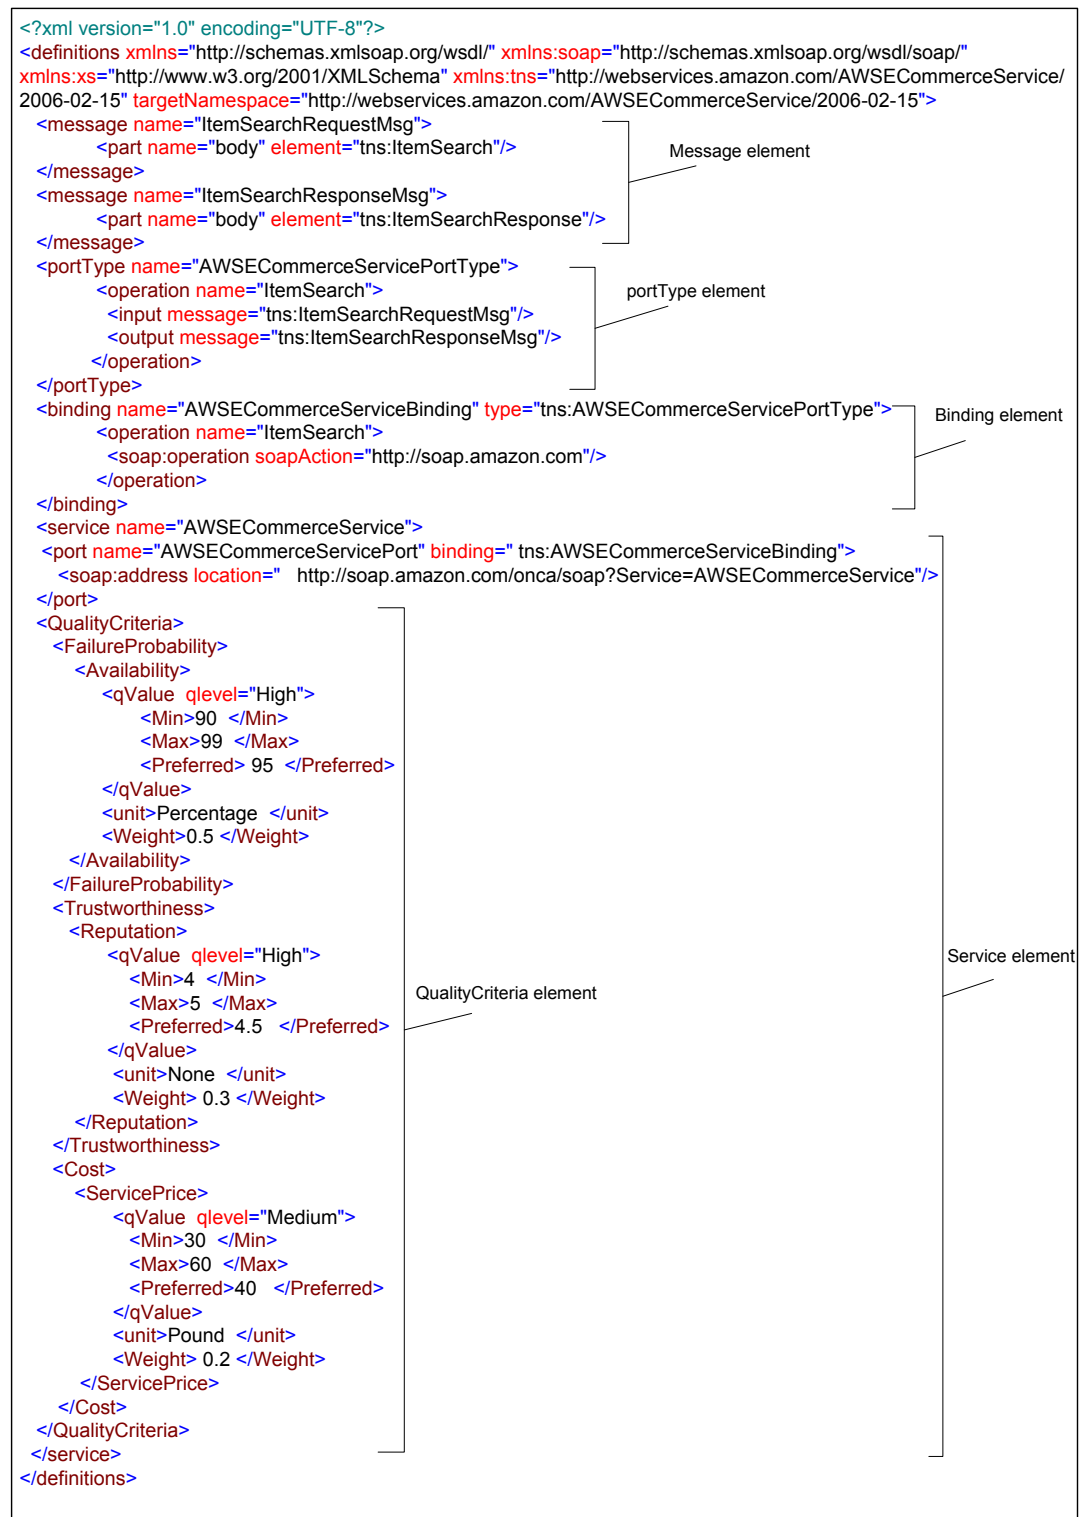 <?xml version="1.0" encoding="UTF-8"?>
<definitions xmlns="http://schemas.xmlsoap.org/wsdl/" xmlns:soap="http://schemas.xmlsoap.org/wsdl/soap/"
xmlns:xs="http://www.w3.org/2001/XMLSchema" xmlns:tns="http://webservices.amazon.com/AWSECommerceService/
2006-02-15" targetNamespace="http://webservices.amazon.com/AWSECommerceService/2006-02-15">
<message name="ItemSearchRequestMsg">
<part name="body" element="tns:ItemSearch"/>
Message element
</message>
<message name="ItemSearchResponseMsg">
<part name="body" element="tns:ItemSearchResponse"/>
</message>
<portType name="AWSECommerceServicePortType">
<operation name="ItemSearch">
portType element
<input message="tns:ItemSearchRequestMsg"/>
<output message="tns:ItemSearchResponseMsg"/>
</operation>
</portType>
<binding name="AWSECommerceServiceBinding" type="tns:AWSECommerceServicePortType">
Binding element
<operation name="ItemSearch">
<soap:operation soapAction="http://soap.amazon.com"/>
</operation>
</binding>
<service name="AWSECommerceService">
<port name="AWSECommerceServicePort" binding=" tns:AWSECommerceServiceBinding">
<soap:address location="   http://soap.amazon.com/onca/soap?Service=AWSECommerceService"/>
</port>
<QualityCriteria>
<FailureProbability>
<Availability>
<qValue  qlevel="High">
<Min>90  </Min>
<Max>99  </Max>
<Preferred> 95  </Preferred>
</qValue>
<unit>Percentage  </unit>
<Weight>0.5 </Weight>
</Availability>
</FailureProbability>
<Trustworthiness>
<Reputation>
<qValue  qlevel="High">
Service element
<Min>4  </Min>
QualityCriteria element
<Max>5  </Max>
<Preferred>4.5   </Preferred>
</qValue>
<unit>None  </unit>
<Weight> 0.3 </Weight>
</Reputation>
</Trustworthiness>
<Cost>
<ServicePrice>
<qValue  qlevel="Medium">
<Min>30  </Min>
<Max>60  </Max>
<Preferred>40   </Preferred>
</qValue>
<unit>Pound  </unit>
<Weight> 0.2 </Weight>
</ServicePrice>
</Cost>
</QualityCriteria>
</service>
</definitions>